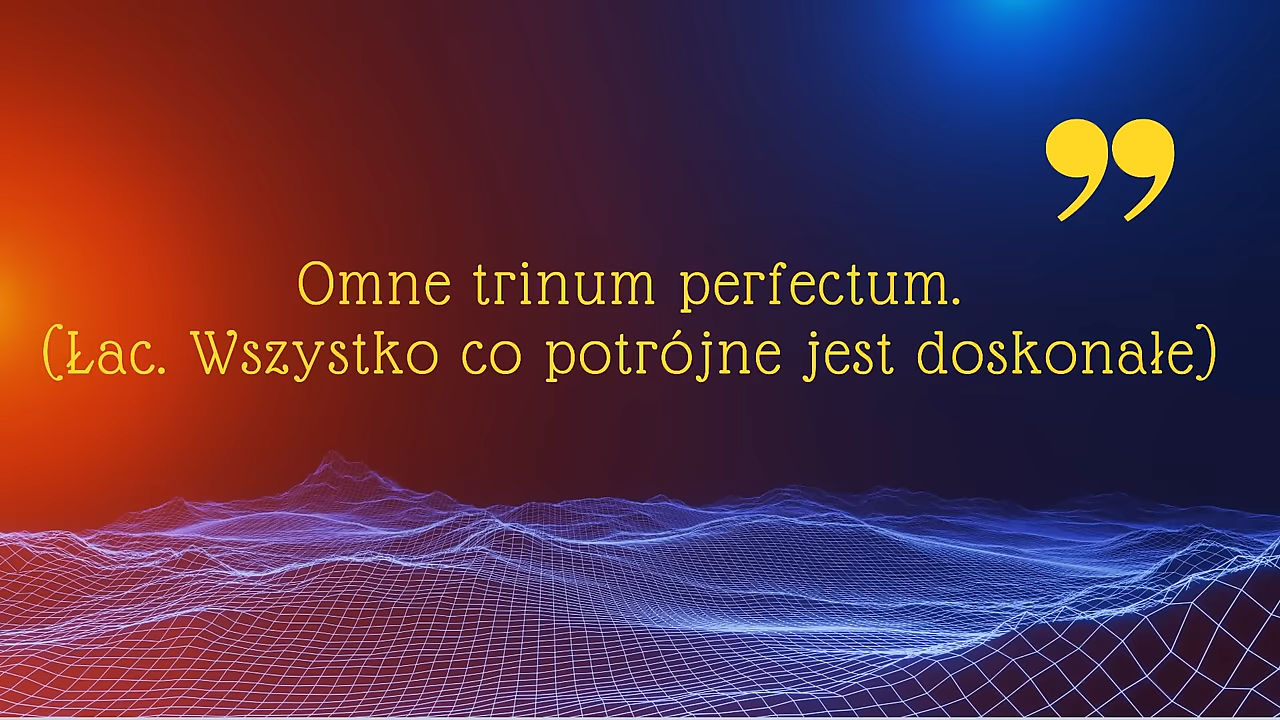 ”
Omne trinum perfectum.
(Łac. Wszystko co potrójne jest doskonałe)